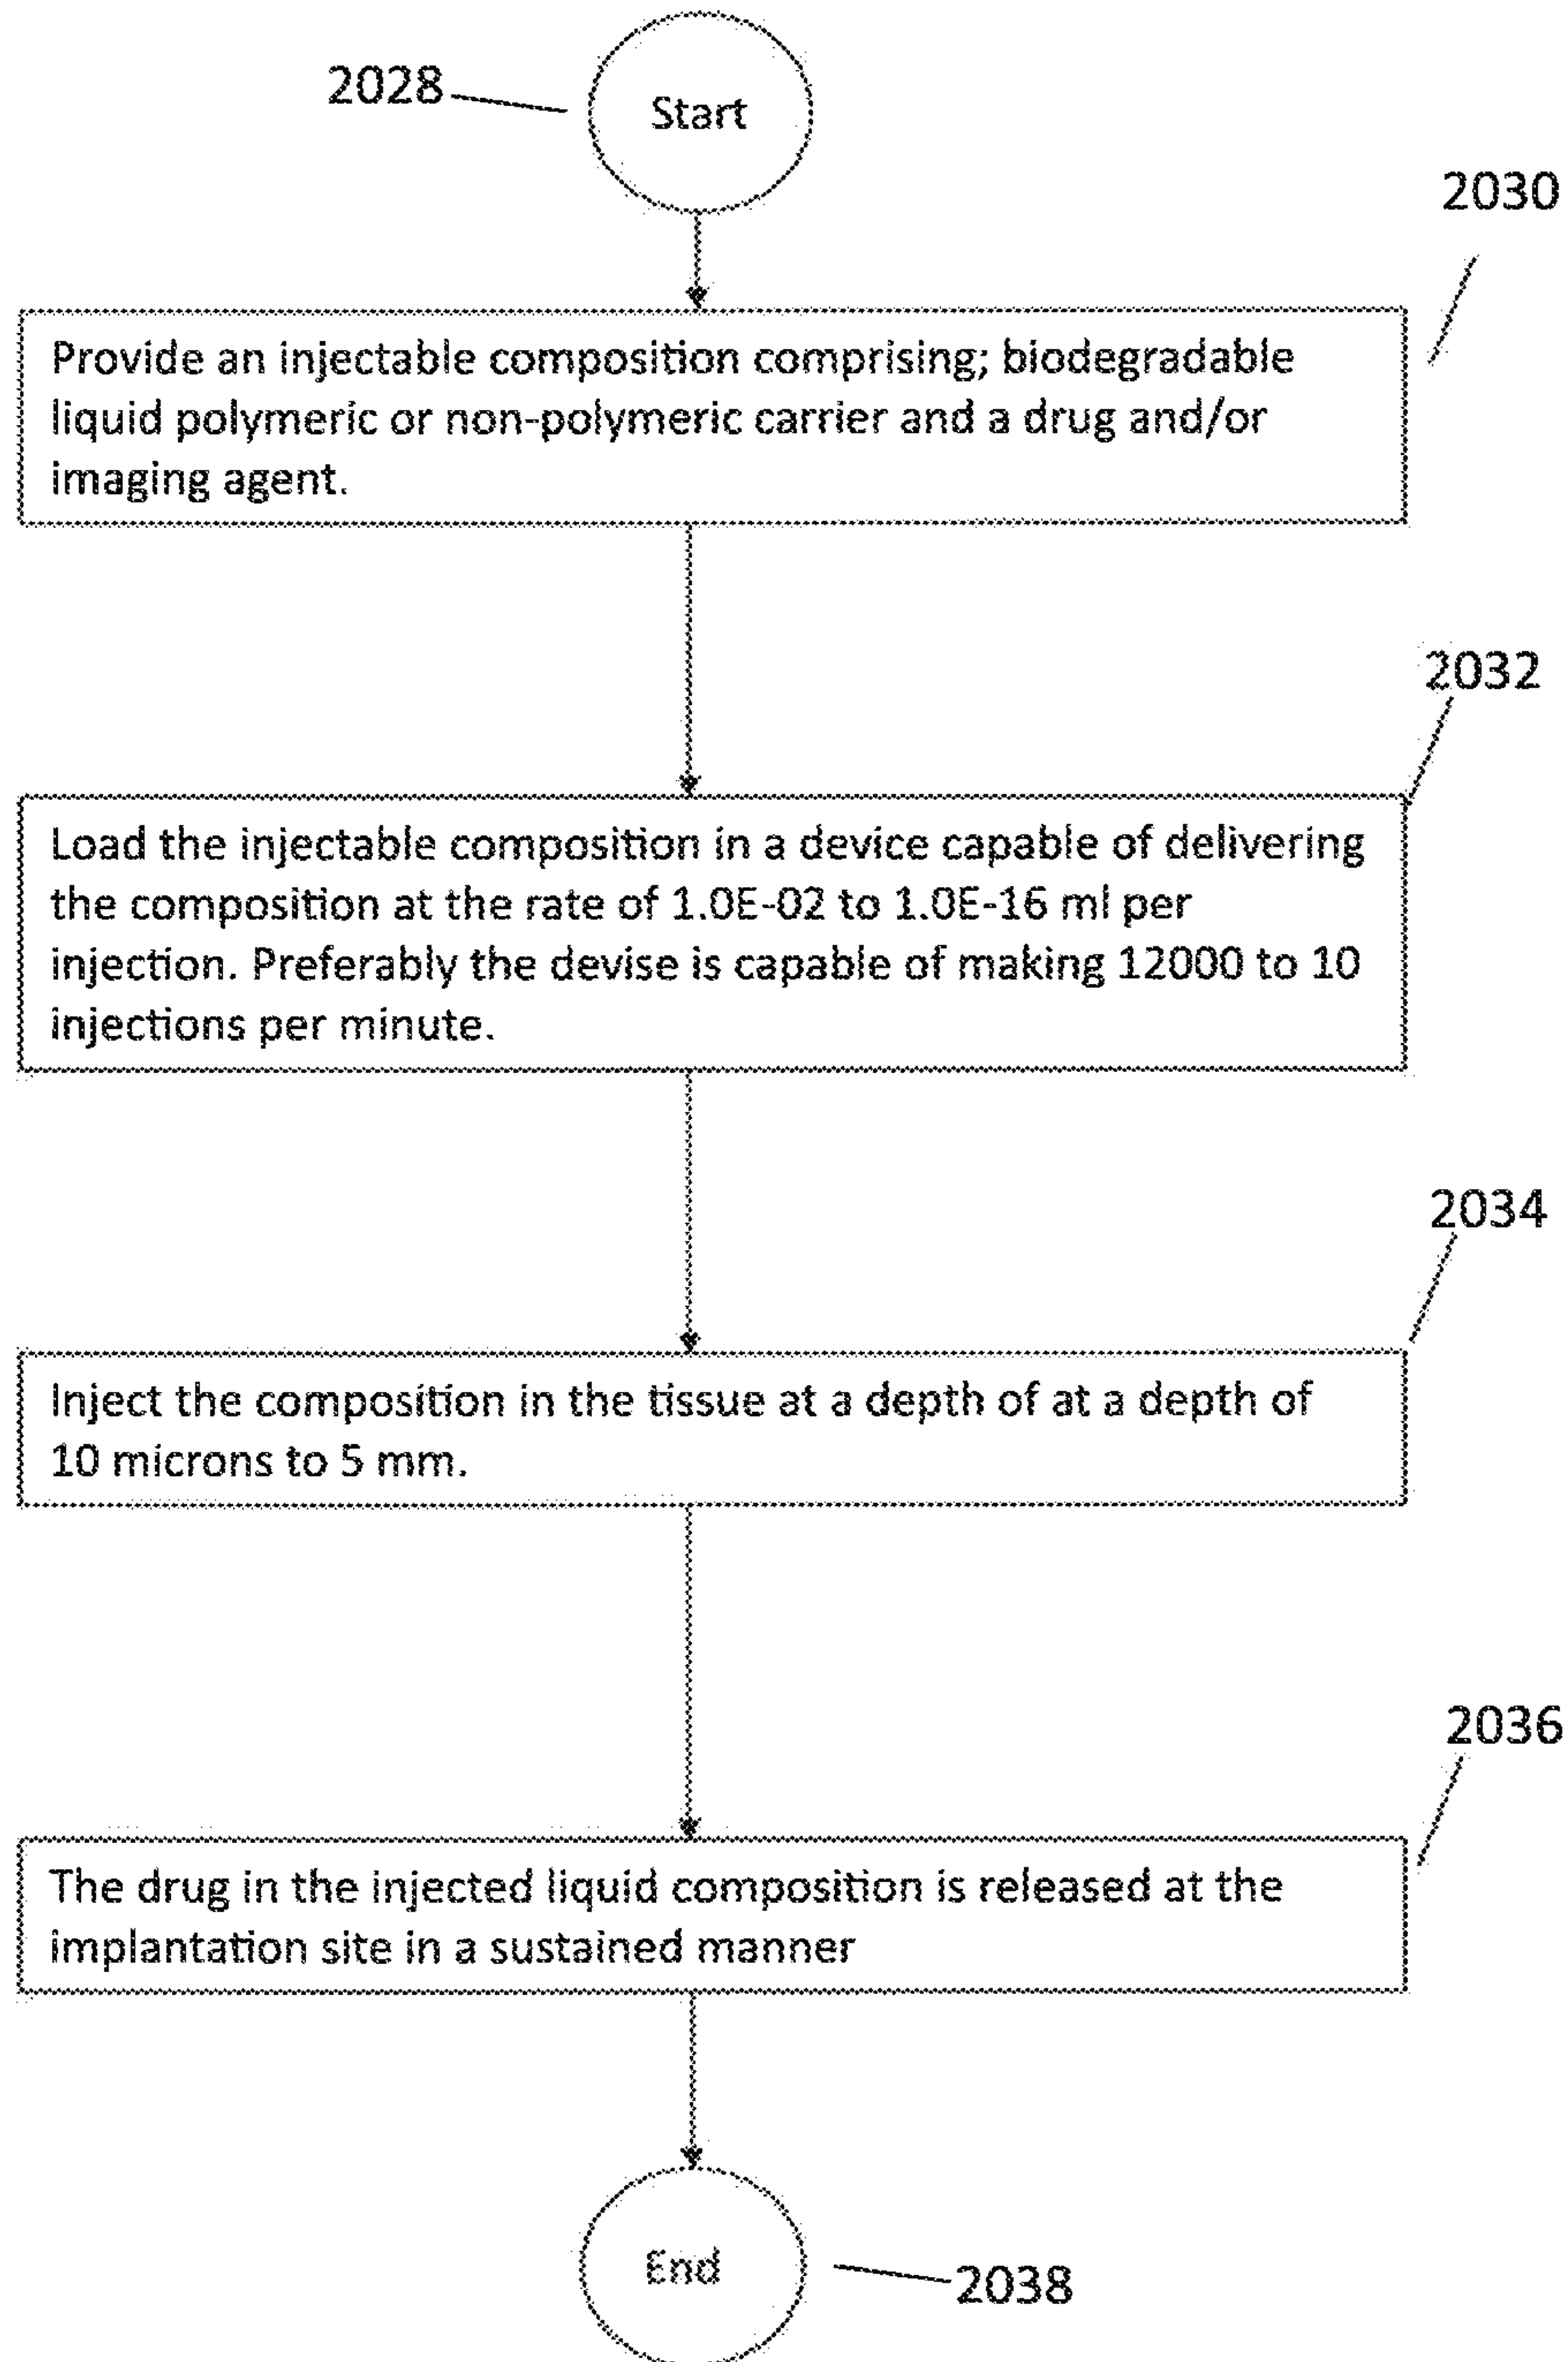 2028
Start
2030
Provide an injectable composition comprising; biodegradable
liquid polymeric or non-polymeric carrier and a drug and/or
imaging agent.
2032
Load the injectable composition in a device capable of delivering
the composition at the rate of 1.0E-02 to 1.0E-16 ml per
injection. Preferably the devise is capable of making 12000 to 10
injections per minute.
2034
Inject the composition in the tissue at a depth of at a depth of
10 microns to 5 mm.
2036
The drug in the injected liquid composition is released at the
implantation site in a sustained manner
End
2038